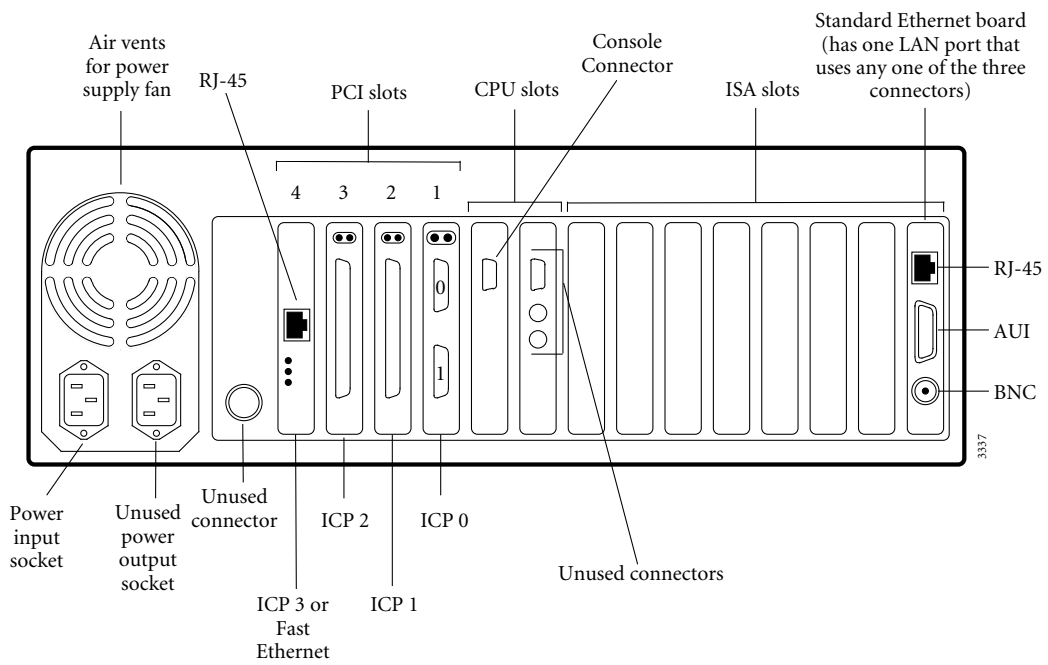 Air vents
for power
supply fan
RJ-45
PCI slots
CPU slots
Console
Connector
ISA slots
Standard Ethernet board
(has one LAN port that
uses any one of the three
connectors)
4
3
2
1
0
1
RJ-45
AUI
BNC
3337
Power
input
socket
Unused
power
output
socket
Unused
connector
ICP 2
ICP 0
ICP 3 or
Fast
Ethernet
ICP 1
Unused connectors